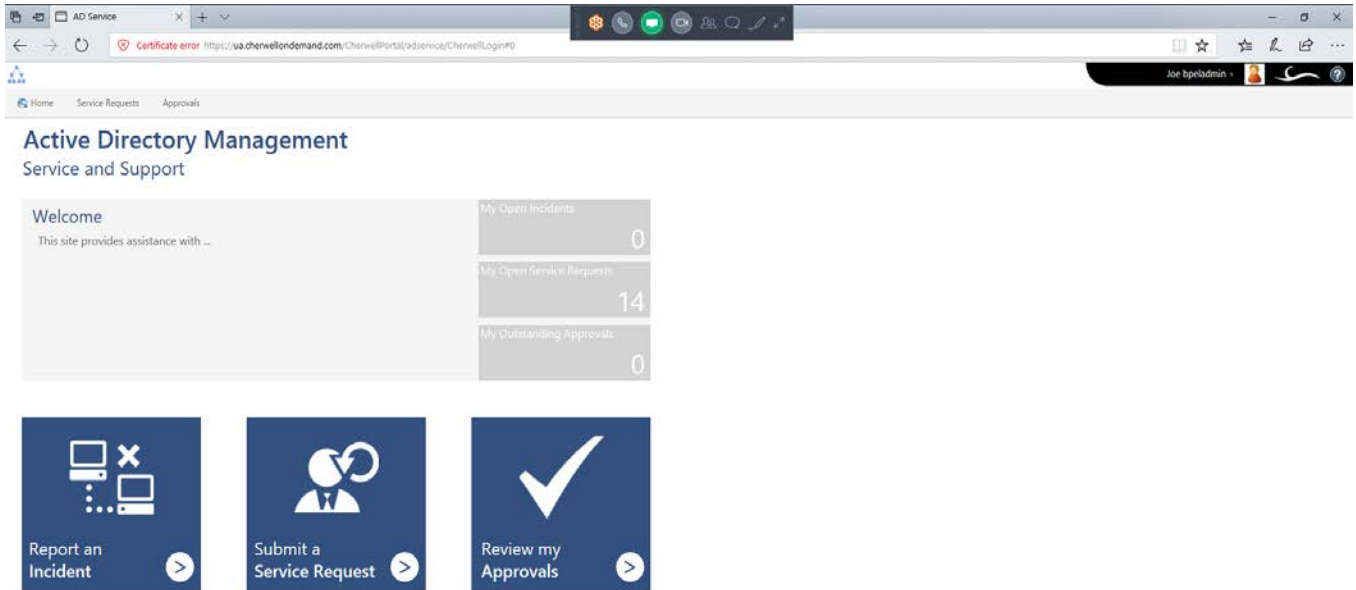 AD Service
Certificate error https://ua.cherwellondemand.com/CherwellPortal/adservice/CherwellLogin#0
Joe bpeladmin
Home Service Requests Approvals
Active Directory Management
Service and Support
Welcome
This site provides assistance with ...
My Open Incidents
0
My Open Service Requests
14
My Outstanding Approvals
0
Report an
Incident
Submit a
Service Request
Review my
Approvals